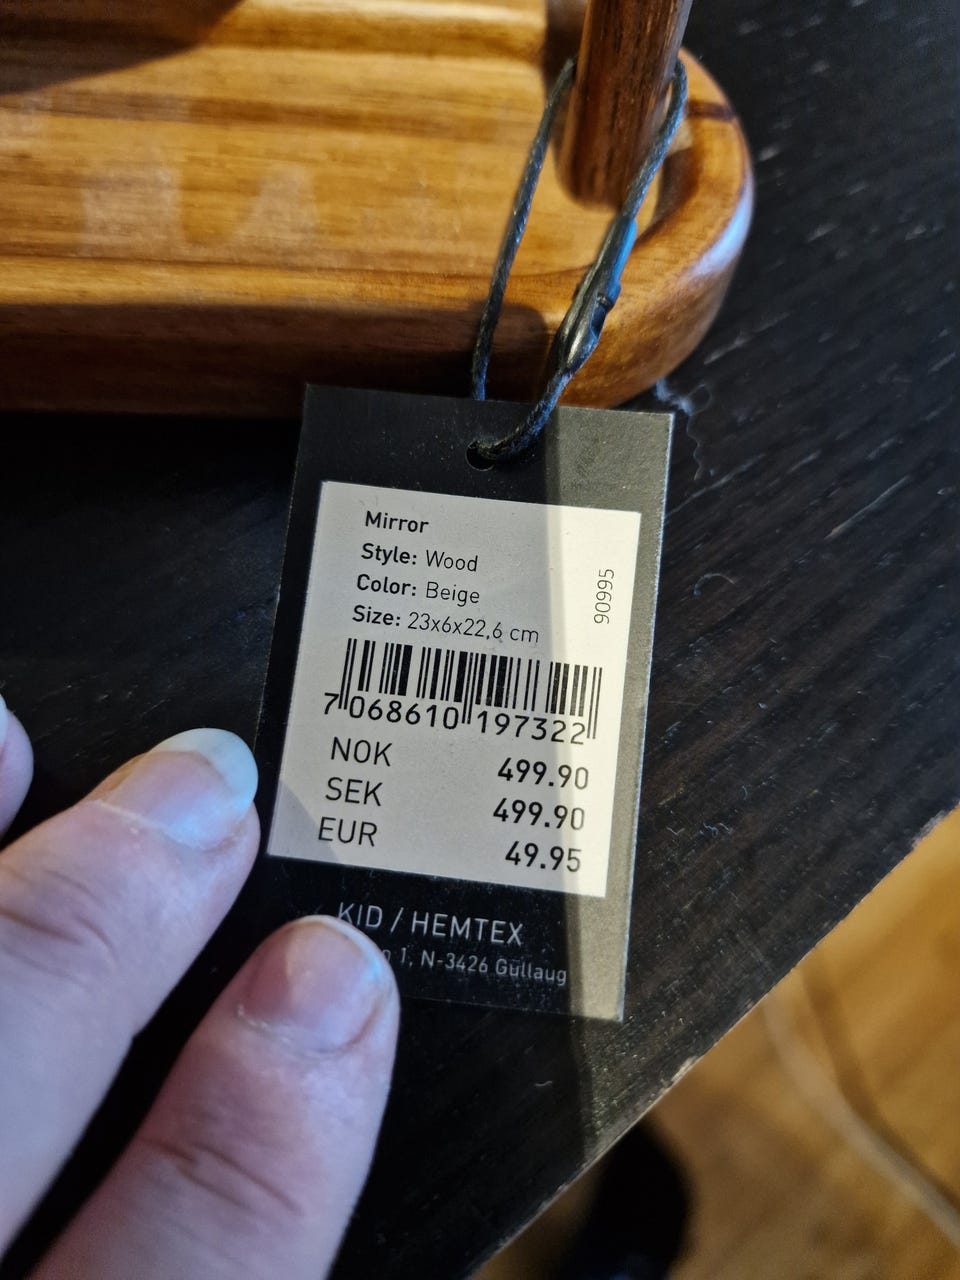 Mirror
Style: Wood
Color: Beige
Size: 23x6x22,6 cm
90995
7 068610 197322
NOK 499.90
SEK 499.90
EUR 49.95
KID / HEMTEX
1, N-3426 Gullaug